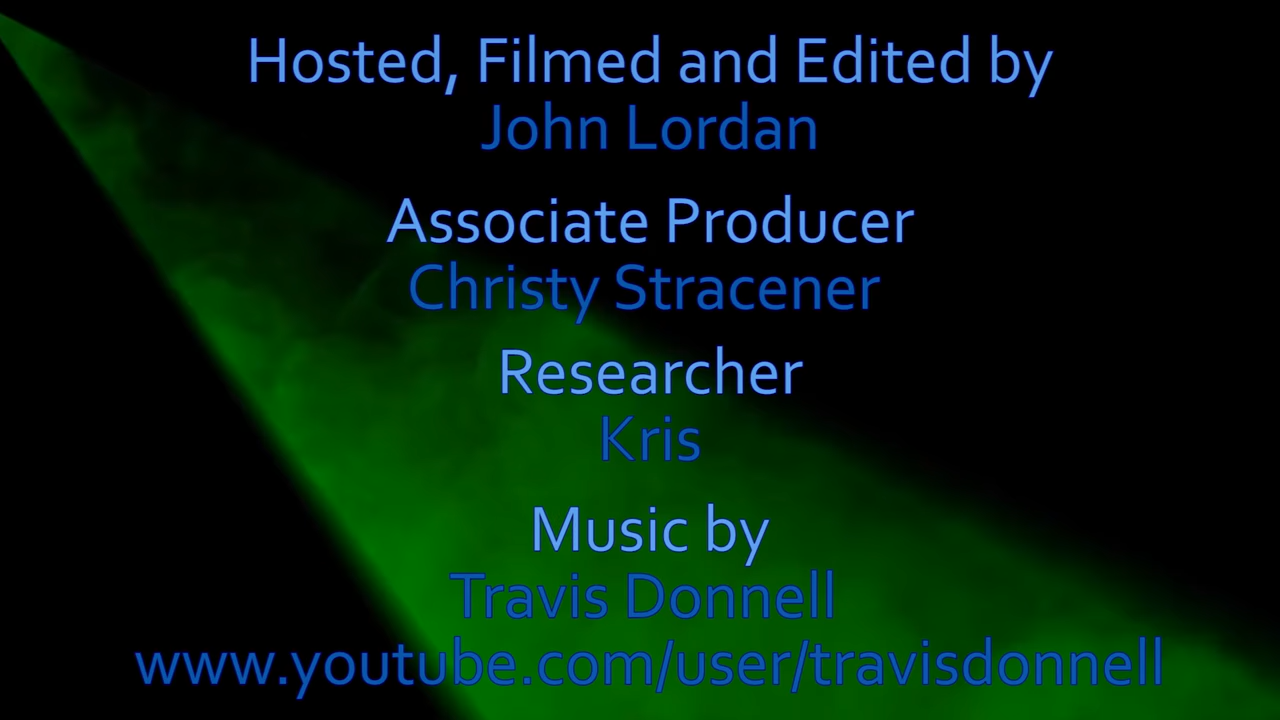 Hosted, Filmed and Edited by
John Lordan
Associate Producer
Christy Stracener
Researcher
Kris
Music by
Travis Donnell
www.youtube.com/user/travisdonnell